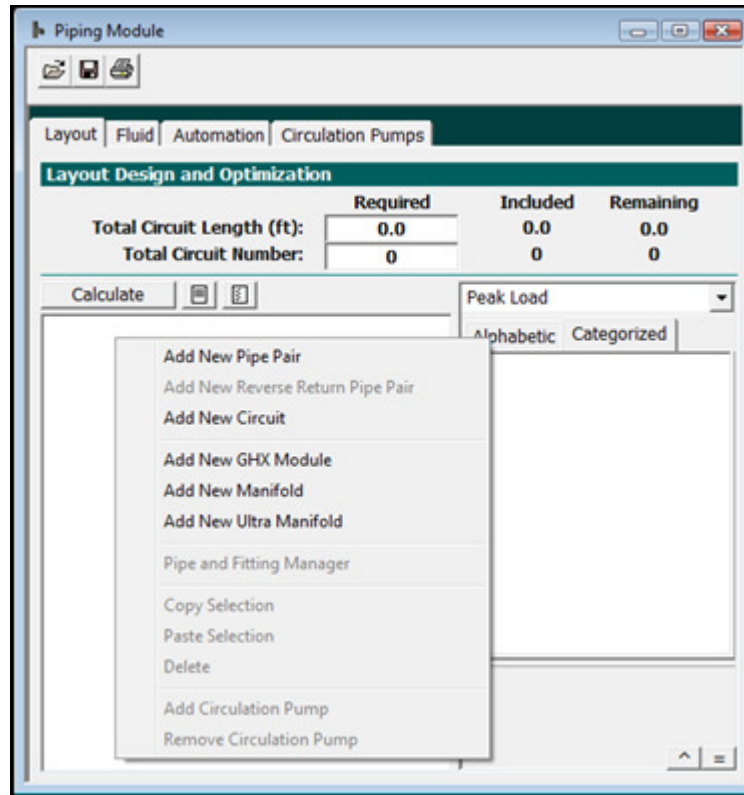 Piping Module
Layout Fluid Automation Circulation Pumps
Layout Design and Optimization
Required Included Remaining
Total Circuit Length (ft): 0.0 0.0 0.0
Total Circuit Number: 0 0 0
Calculate Peak Load
Alphabetic Categorized
Add New Pipe Pair
Add New Reverse Return Pipe Pair
Add New Circuit
Add New GHX Module
Add New Manifold
Add New Ultra Manifold
Pipe and Fitting Manager
Copy Selection
Paste Selection
Delete
Add Circulation Pump
Remove Circulation Pump
^ =